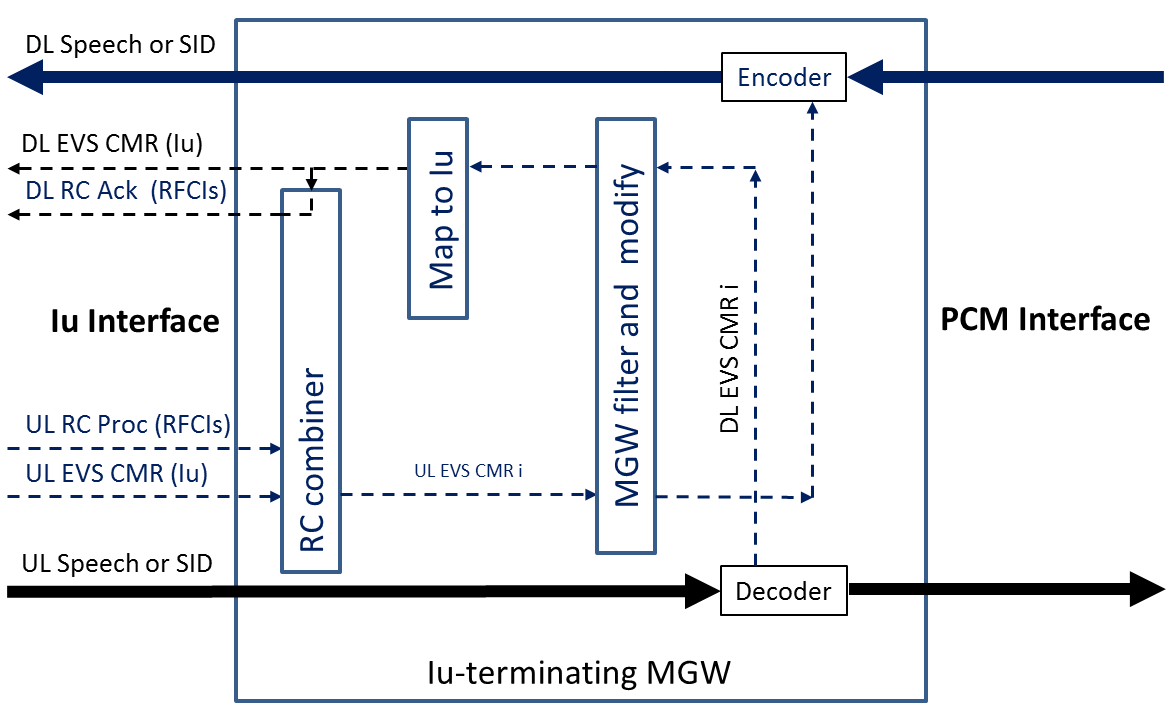 DL Speech or SID
Encoder
DL EVS CMR (Iu)
DL RC Ack (RFCIs)
Map to Iu
MGW filter and modify
DL EVS CMR i
Iu Interface
PCM Interface
RC combiner
UL RC Proc (RFCIs)
UL EVS CMR (Iu)
UL EVS CMR i
UL Speech or SID
Decoder
Iu-terminating MGW